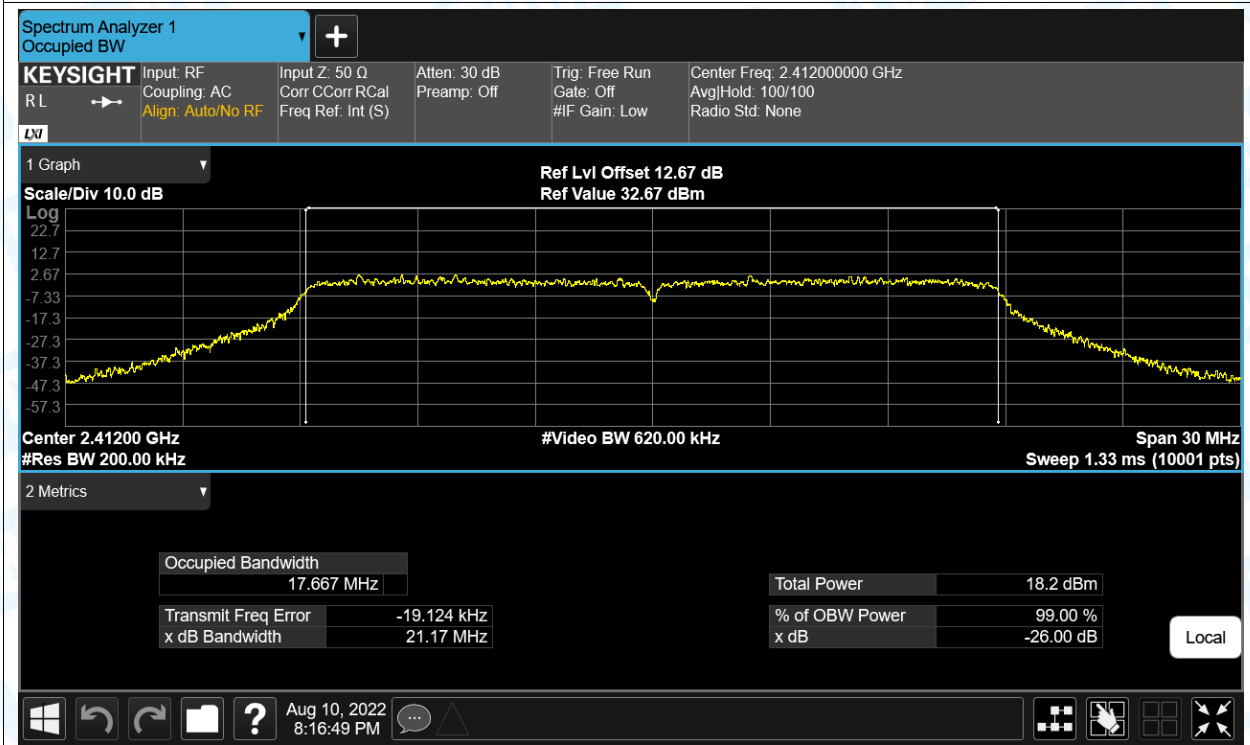 Spectrum Analyzer 1
Occupied BW
▼
+
KEYSIGHT
R L
LXI
Input: RF
Coupling: AC
Align: Auto/No RF
Input Z: 50 Ω
Corr CCorr RCal
Freq Ref: Int (S)
Atten: 30 dB
Preamp: Off
Trig: Free Run
Gate: Off
#IF Gain: Low
Center Freq: 2.412000000 GHz
Avg|Hold: 100/100
Radio Std: None
1 Graph ▼
Scale/Div 10.0 dB
Ref Lvl Offset 12.67 dB
Ref Value 32.67 dBm
Log
22.7
12.7
2.67
-7.33
-17.3
-27.3
-37.3
-47.3
-57.3
Center 2.41200 GHz
#Res BW 200.00 kHz
#Video BW 620.00 kHz
Span 30 MHz
Sweep 1.33 ms (10001 pts)
2 Metrics ▼
Occupied Bandwidth
17.667 MHz
Transmit Freq Error -19.124 kHz
x dB Bandwidth 21.17 MHz
Total Power 18.2 dBm
% of OBW Power 99.00 %
x dB -26.00 dB
Local
?
Aug 10, 2022
8:16:49 PM